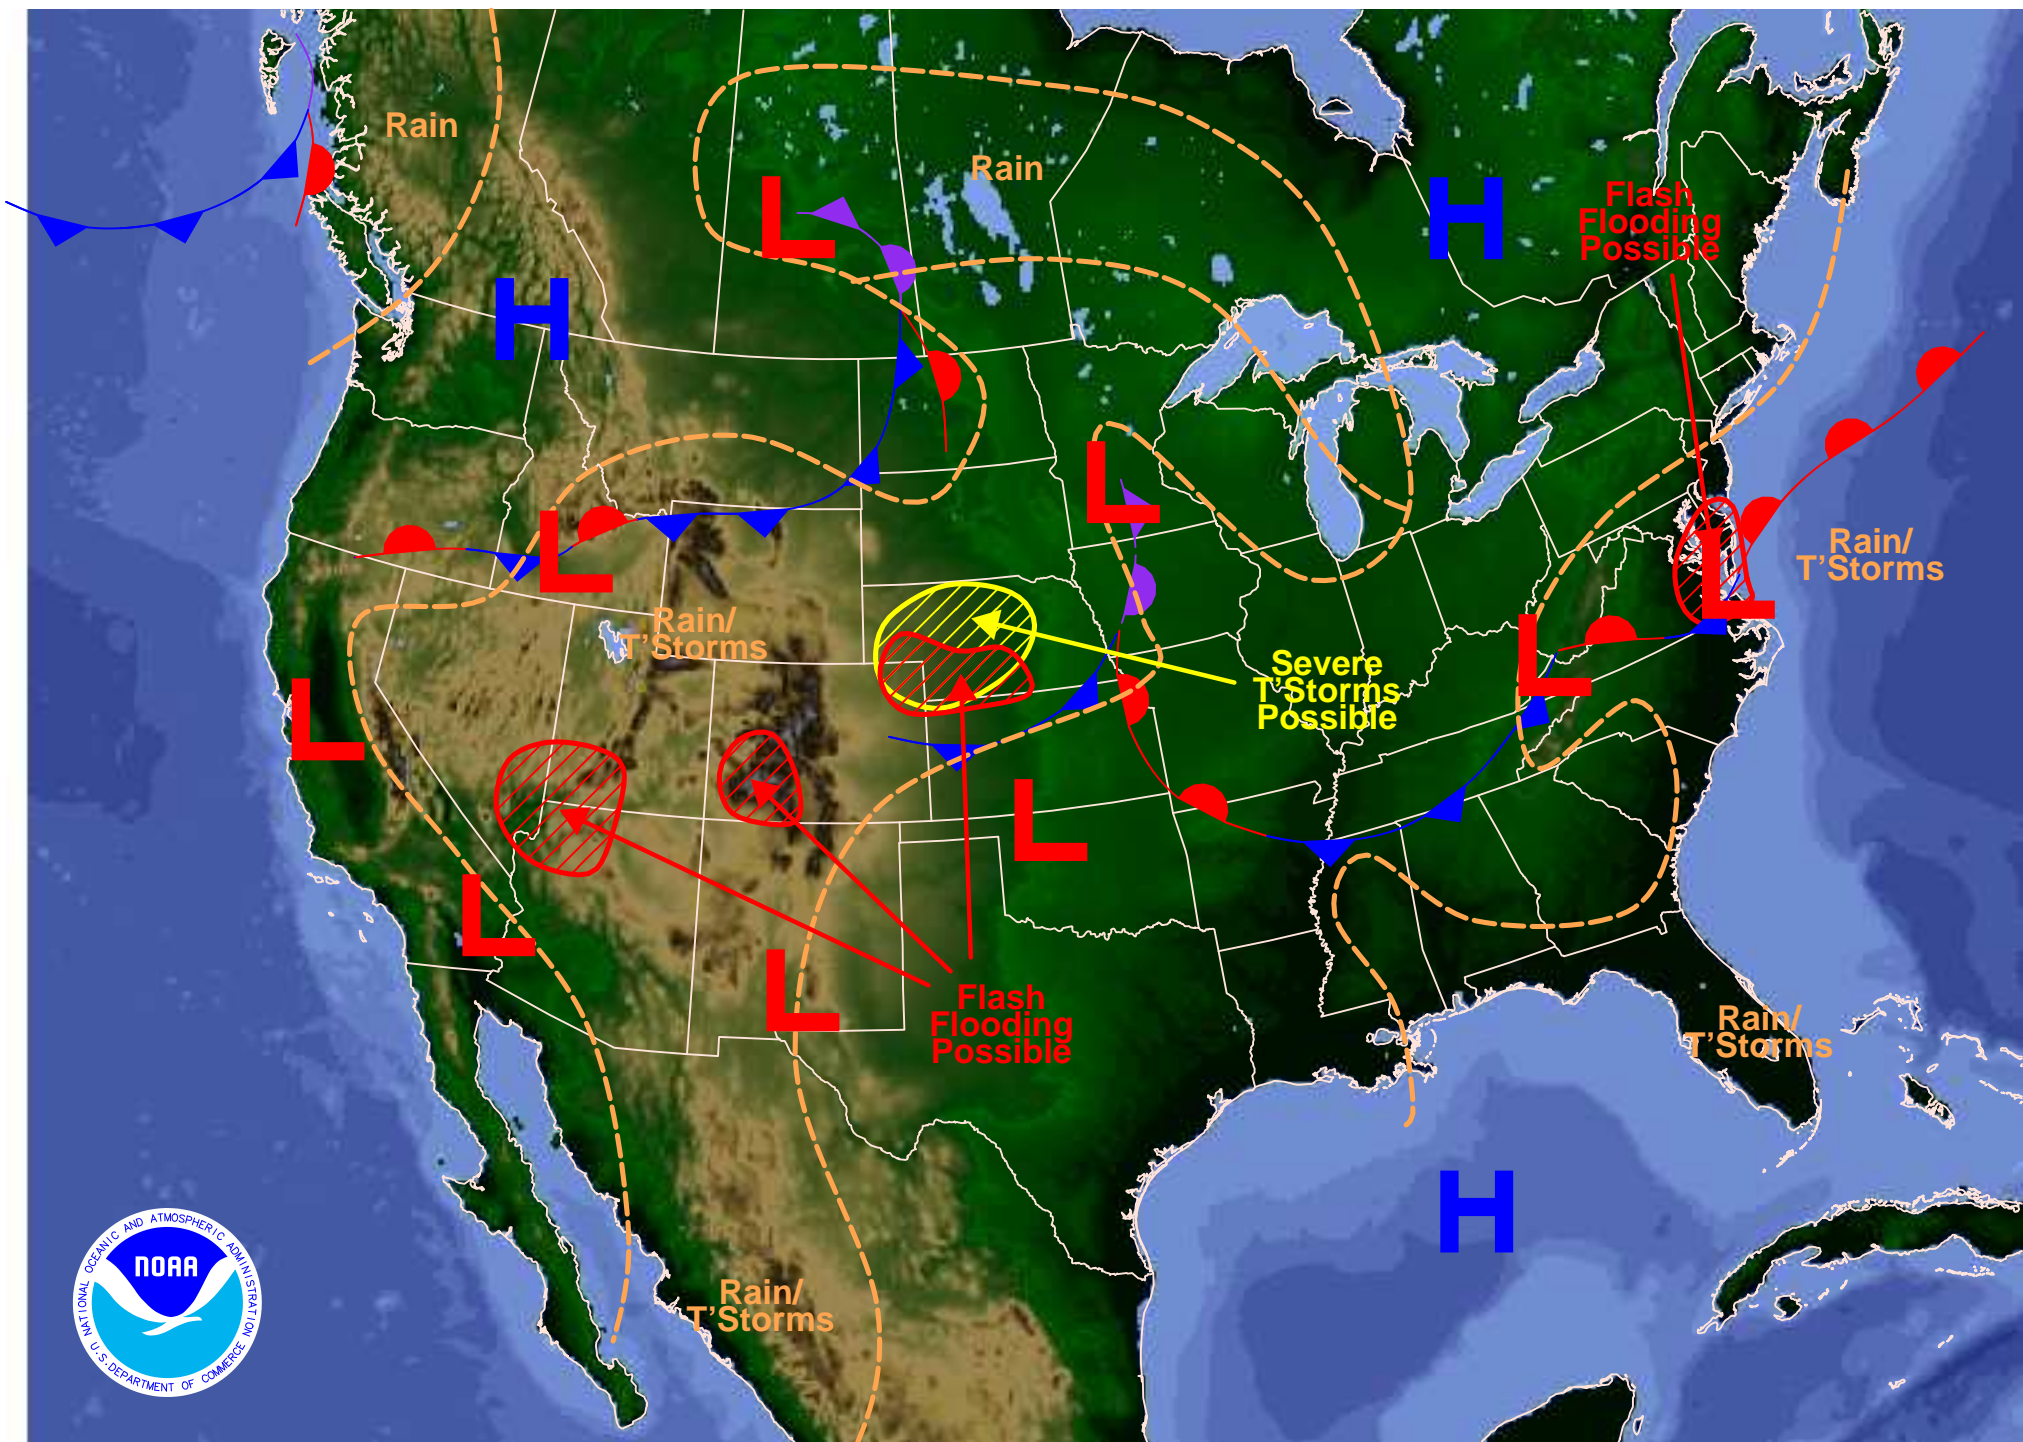 Rain
Rain
H
Flash
Flooding
Possible
L
H
L
L
Rain/
T'Storms
L
Rain/
T'Storms
L
Severe
T'Storms
Possible
L
L
L
L
L
Flash
Flooding
Possible
Rain/
T'Storms
H
Rain/
T'Storms
NATIONAL OCEANIC AND ATMOSPHERIC ADMINISTRATION
NOAA
U.S. DEPARTMENT OF COMMERCE